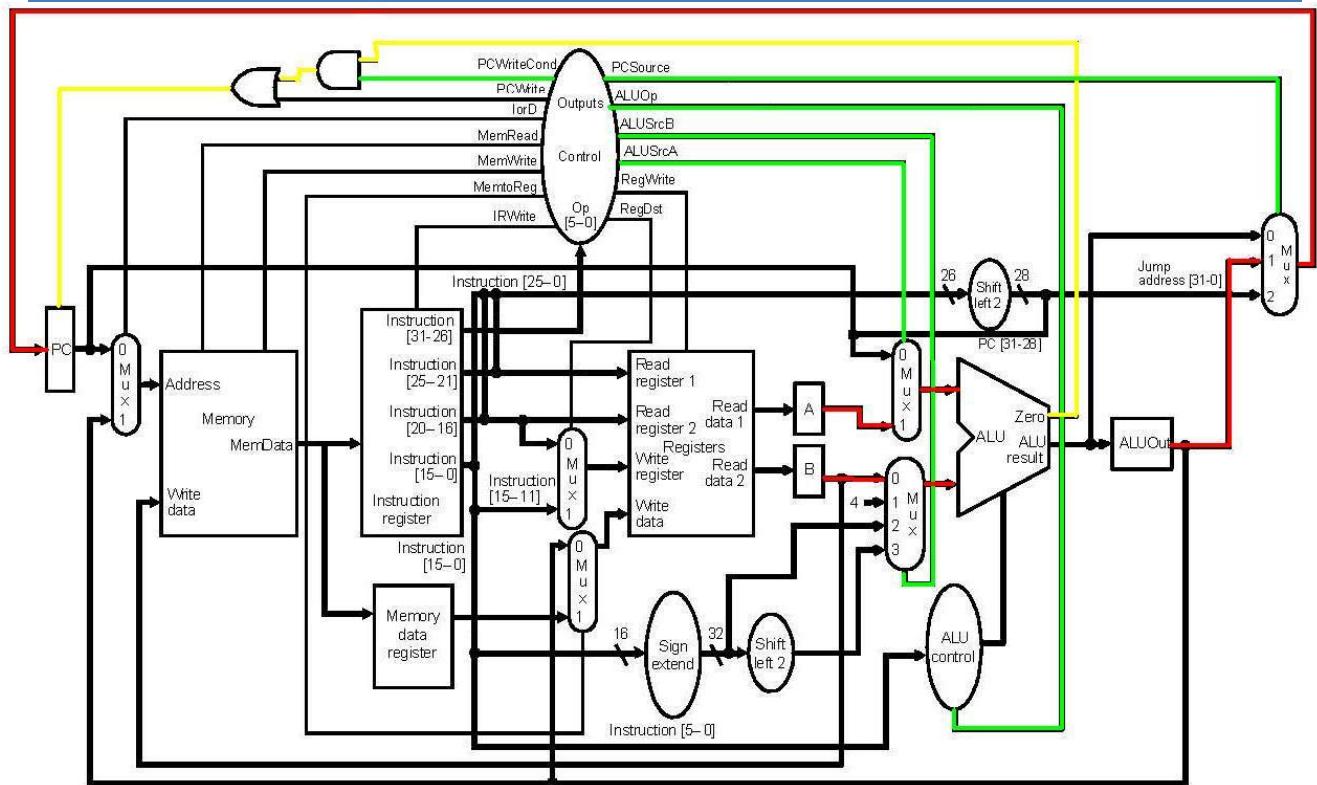 PCWriteCond
PCSource
PCWrite
ALUOp
IorD
Outputs
ALUSrcB
MemRead
ALUSrcA
MemWrite
Control
MemtoReg
RegWrite
IRWrite
Op
[5–0]
RegDst
Instruction [25–0]
26
Shift
left 2
28
Jump
address [31-0]
0
1
2
M
u
x
PC [31-28]
PC
0
M
u
x
1
Address
Memory
MemData
Write
data
Instruction
[31-26]
Instruction
[25–21]
Instruction
[20–16]
Instruction
[15–0]
Instruction
register
Instruction
[15–11]
0
M
u
x
1
Read
register 1
Read
register 2
Registers
Write
register
Write
data
Read
data 1
Read
data 2
A
B
0
M
u
x
1
4
0
1
2
3
M
u
x
Zero
ALU
ALU
result
ALUOut
Instruction
[15–0]
0
M
u
x
1
Memory
data
register
16
Sign
extend
32
Shift
left 2
ALU
control
Instruction [5–0]